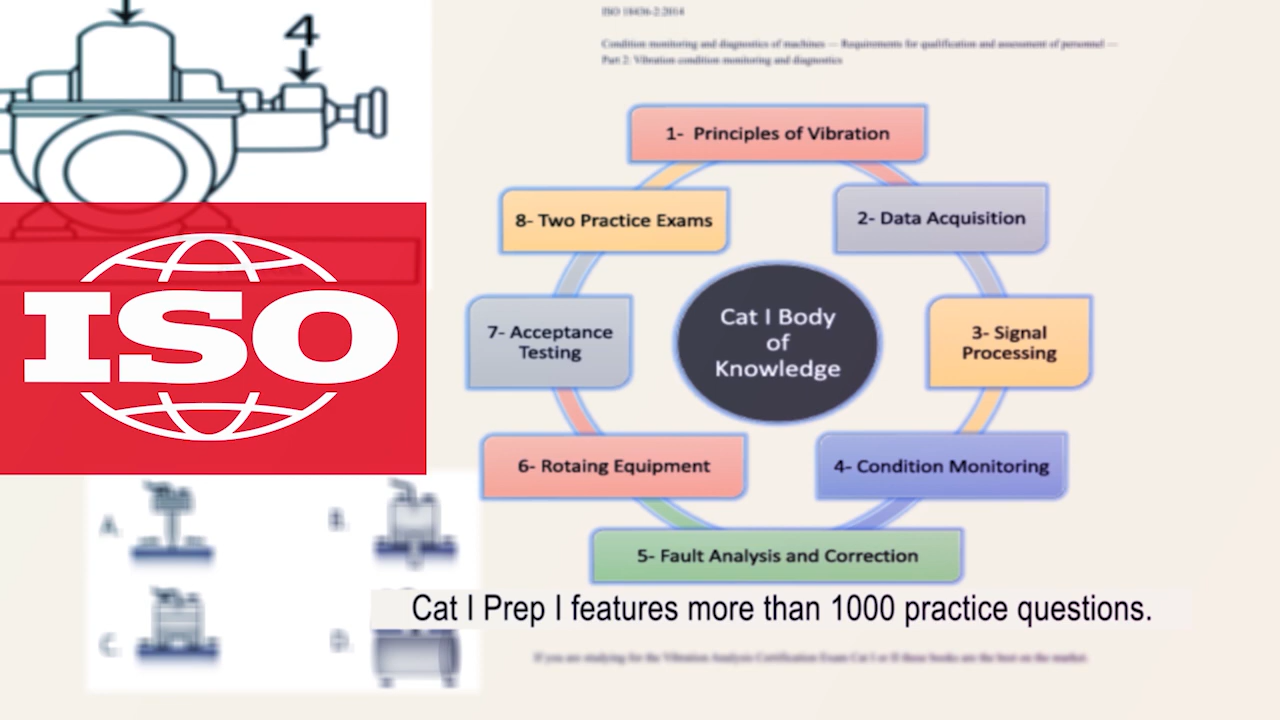 4
ISO 18436-2:2014
Condition monitoring and diagnostics of machines — Requirements for qualification and assessment of personnel —
Part 2: Vibration condition monitoring and diagnostics
1- Principles of Vibration
8- Two Practice Exams
2- Data Acquisition
ISO
Cat I Body
of
Knowledge
7- Acceptance
Testing
3- Signal
Processing
6- Rotaing Equipment
4- Condition Monitoring
A.
B.
5- Fault Analysis and Correction
Cat I Prep I features more than 1000 practice questions.
C.
D.
If you are studying for the Vibration Analysis Certification Exam Cat I or II these books are the best on the market.